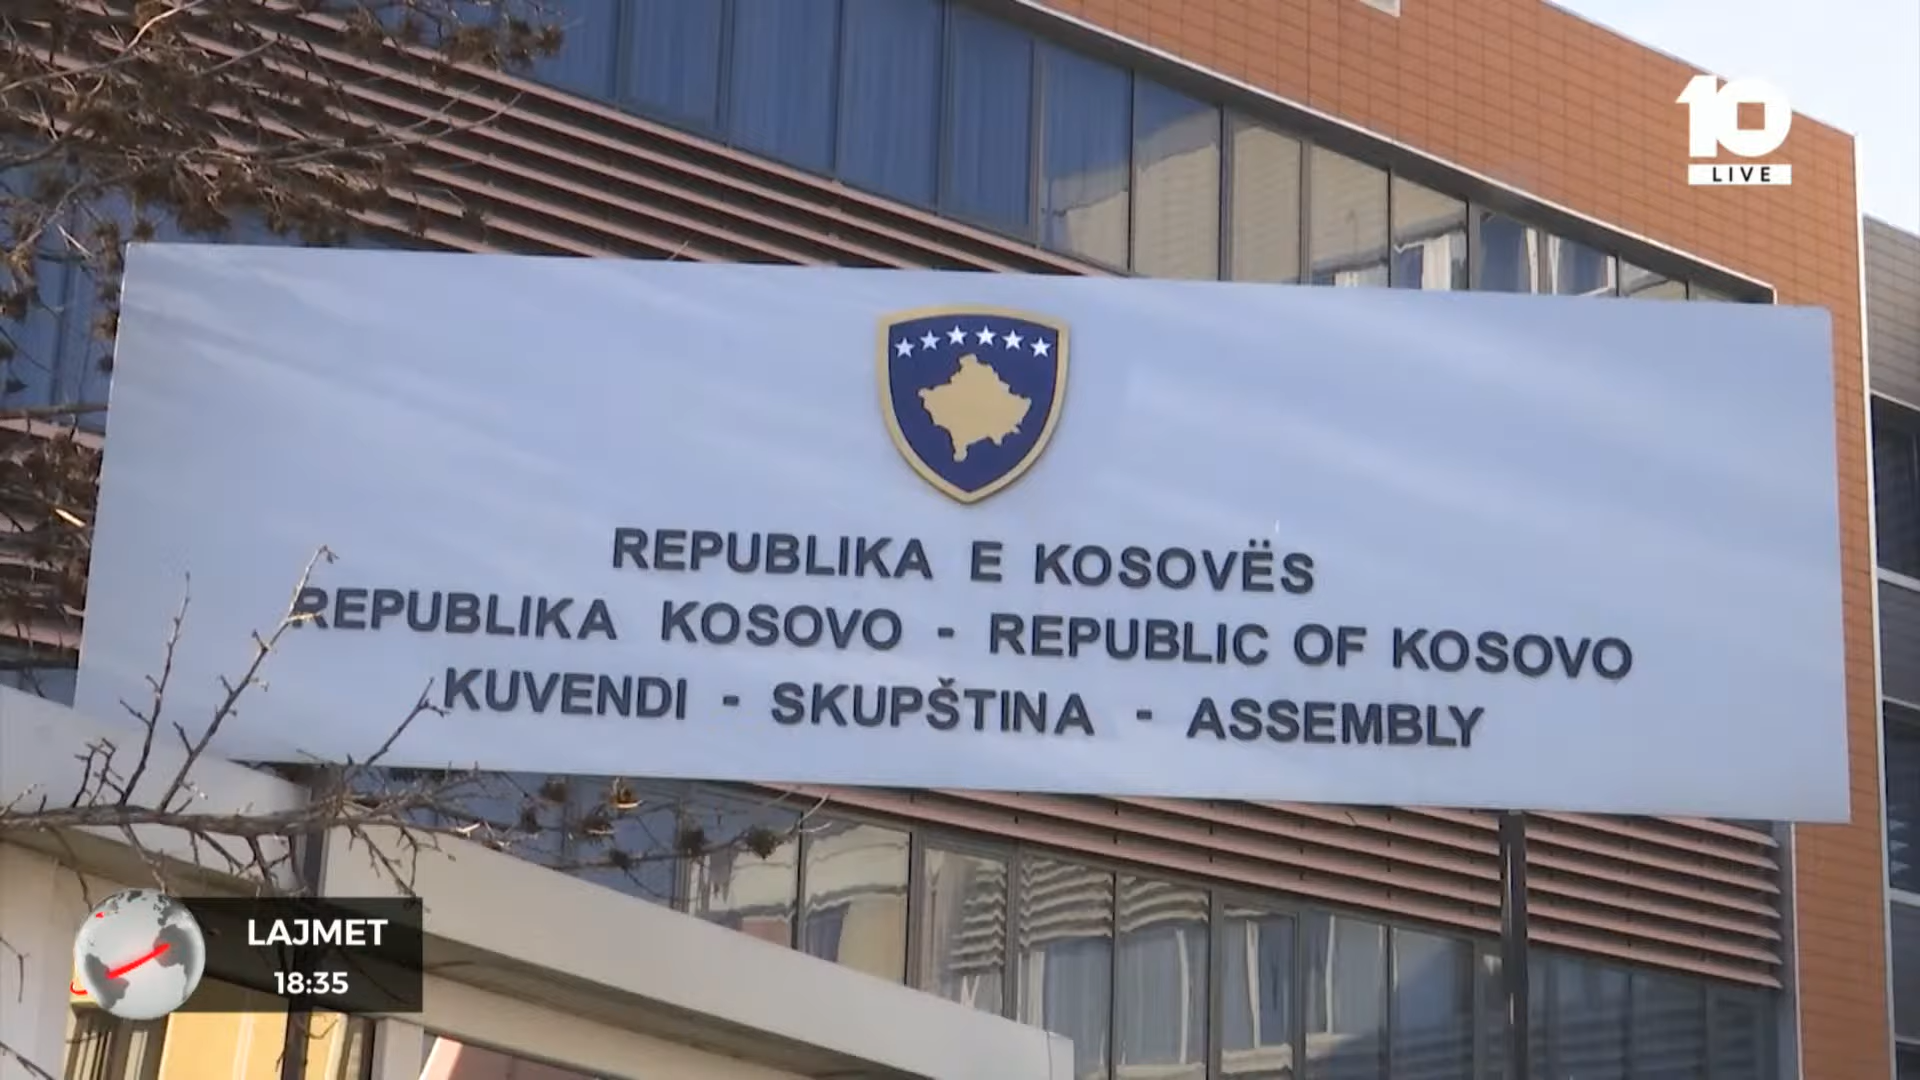 10
LIVE
REPUBLIKA E KOSOVËS
REPUBLIKA KOSOVO - REPUBLIC OF KOSOVO
KUVENDI - SKUPŠTINA - ASSEMBLY
LAJMET
18:35